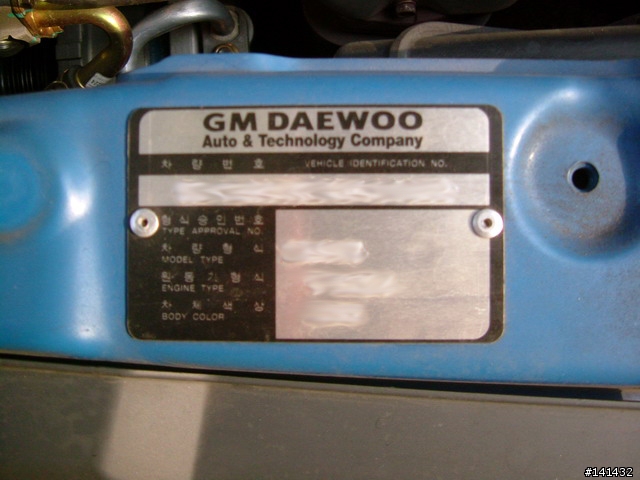 GM DAEWOO
Auto & Technology Company
차 량 번 호 VEHICLE IDENTIFICATION NO.
형 식 승 인 번 호
TYPE APPROVAL NO.
차 량 형 식
MODEL TYPE
원 동 기 형 식
ENGINE TYPE
차 체 색 상
BODY COLOR
#141432